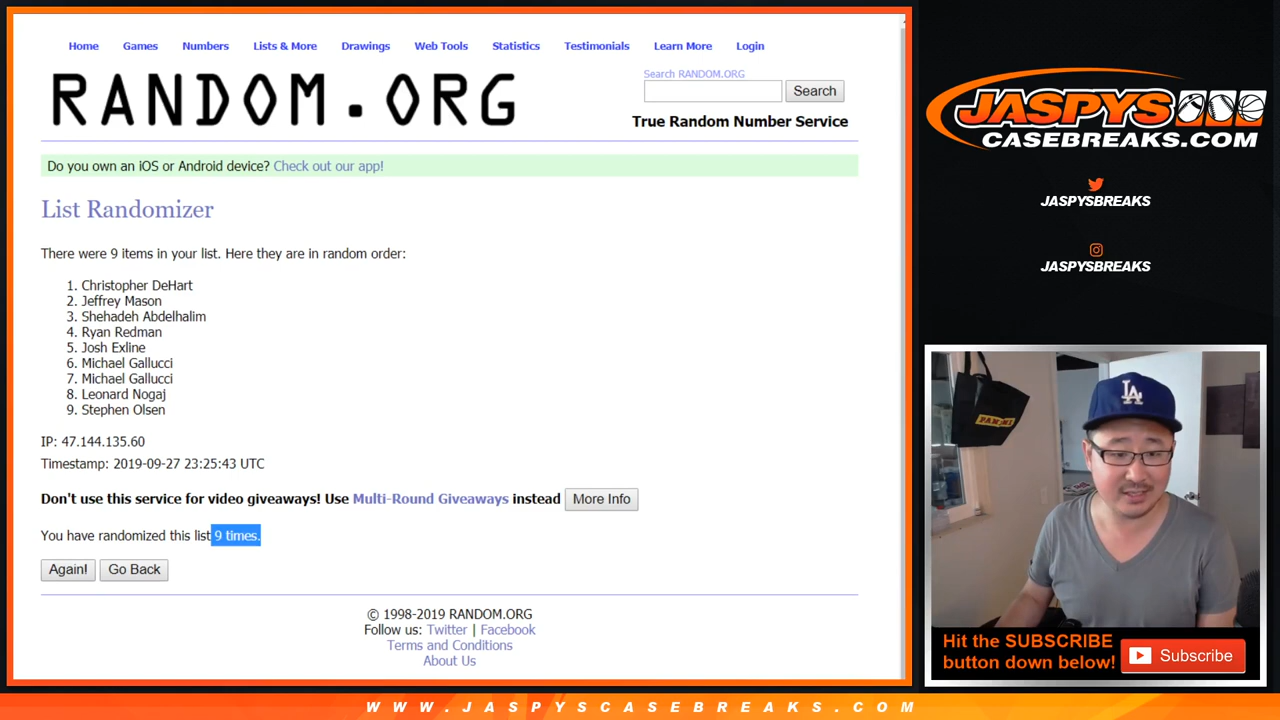 Home Games Numbers Lists & More Drawings Web Tools Statistics Testimonials Learn More Login
RANDOM.ORG
Search RANDOM.ORG
Search
True Random Number Service
Do you own an iOS or Android device? Check out our app!
List Randomizer
There were 9 items in your list. Here they are in random order:
1. Christopher DeHart
2. Jeffrey Mason
3. Shehadeh Abdelhalim
4. Ryan Redman
5. Josh Exline
6. Michael Gallucci
7. Michael Gallucci
8. Leonard Nogaj
9. Stephen Olsen
IP: 47.144.135.60
Timestamp: 2019-09-27 23:25:43 UTC
Don't use this service for video giveaways! Use Multi-Round Giveaways instead More Info
You have randomized this list 9 times.
Again! Go Back
© 1998-2019 RANDOM.ORG
Follow us: Twitter | Facebook
Terms and Conditions
About Us
JASPYS
CASEBREAKS.COM
JASPYSBREAKS
JASPYSBREAKS
PANINI
LA
Hit the SUBSCRIBE
button down below!
Subscribe
WWW.JASPYSCASEBREAKS.COM